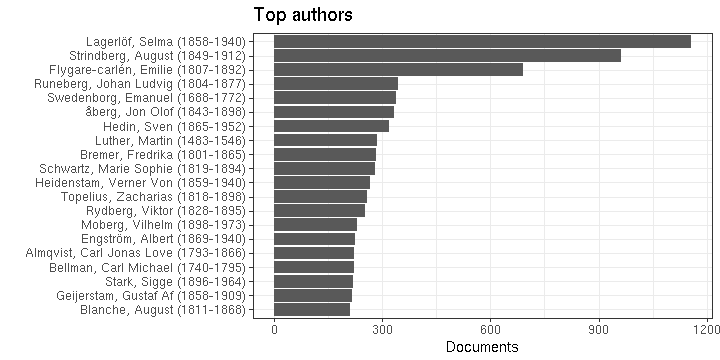 Top authors
Lagerlöf, Selma (1858-1940)
Strindberg, August (1849-1912)
Flygare-carlén, Emilie (1807-1892)
Runeberg, Johan Ludvig (1804-1877)
Swedenborg, Emanuel (1688-1772)
åberg, Jon Olof (1843-1898)
Hedin, Sven (1865-1952)
Luther, Martin (1483-1546)
Bremer, Fredrika (1801-1865)
Schwartz, Marie Sophie (1819-1894)
Heidenstam, Verner Von (1859-1940)
Topelius, Zacharias (1818-1898)
Rydberg, Viktor (1828-1895)
Moberg, Vilhelm (1898-1973)
Engström, Albert (1869-1940)
Almqvist, Carl Jonas Love (1793-1866)
Bellman, Carl Michael (1740-1795)
Stark, Sigge (1896-1964)
Geijerstam, Gustaf Af (1858-1909)
Blanche, August (1811-1868)
0 300 600 900 1200
Documents